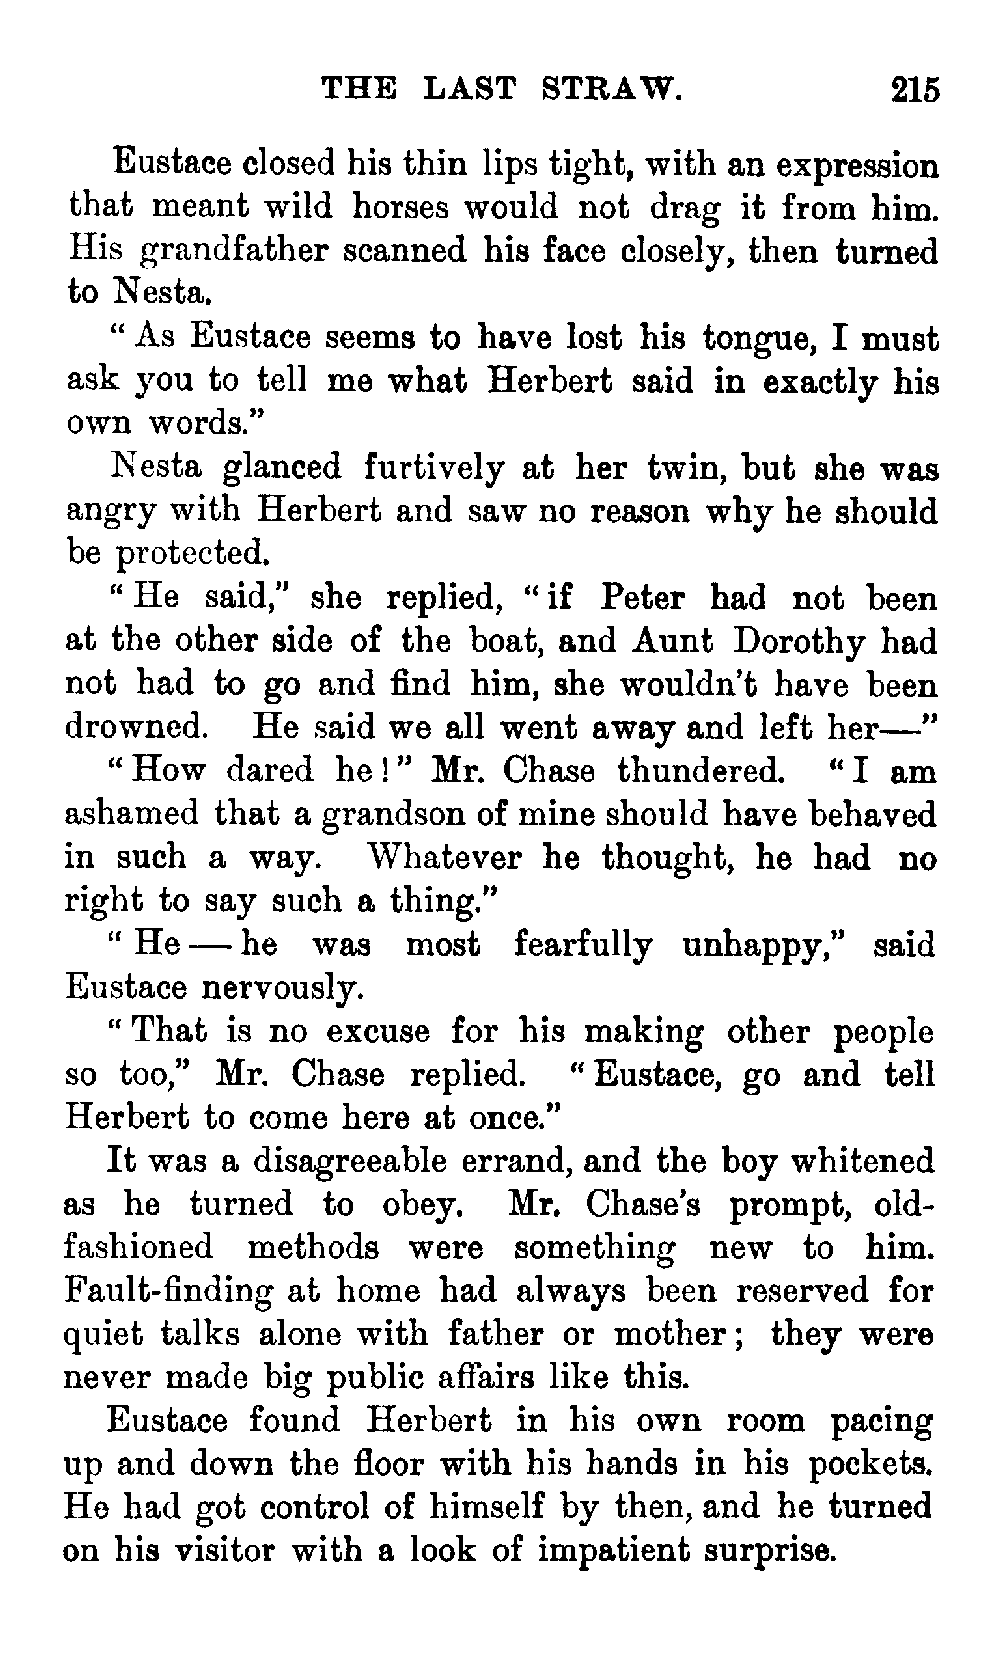 THE LAST STRAW. 215
Eustace closed his thin lips tight, with an expression
that meant wild horses would not drag it from him.
His grandfather scanned his face closely, then turned
to Nesta.
“ As Eustace seems to have lost his tongue, I must
ask you to tell me what Herbert said in exactly his
own words.”
Nesta glanced furtively at her twin, but she was
angry with Herbert and saw no reason why he should
be protected.
“ He said,” she replied, “ if Peter had not been
at the other side of the boat, and Aunt Dorothy had
not had to go and find him, she wouldn’t have been
drowned. He said we all went away and left her—”
“ How dared he ! ” Mr. Chase thundered. “ I am
ashamed that a grandson of mine should have behaved
in such a way. Whatever he thought, he had no
right to say such a thing.”
“ He — he was most fearfully unhappy,” said
Eustace nervously.
“ That is no excuse for his making other people
so too,” Mr. Chase replied. “ Eustace, go and tell
Herbert to come here at once.”
It was a disagreeable errand, and the boy whitened
as he turned to obey. Mr. Chase’s prompt, old-
fashioned methods were something new to him.
Fault-finding at home had always been reserved for
quiet talks alone with father or mother ; they were
never made big public affairs like this.
Eustace found Herbert in his own room pacing
up and down the floor with his hands in his pockets.
He had got control of himself by then, and he turned
on his visitor with a look of impatient surprise.